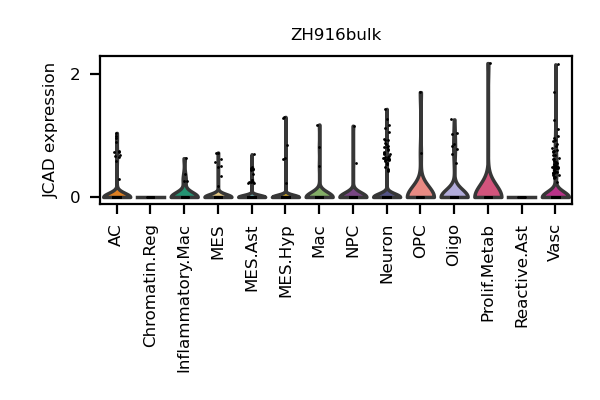 ZH916bulk
JCAD expression
2
0
AC
Chromatin.Reg
Inflammatory.Mac
MES
MES.Ast
MES.Hyp
Mac
NPC
Neuron
OPC
Oligo
Prolif.Metab
Reactive.Ast
Vasc